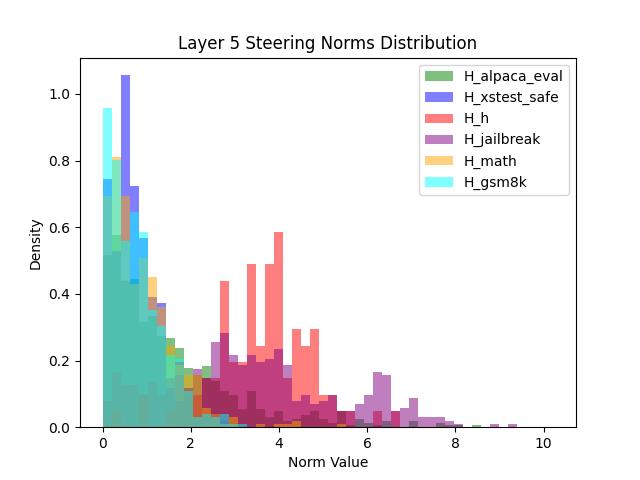 Layer 5 Steering Norms Distribution
H_alpaca_eval
H_xstest_safe
H_h
H_jailbreak
H_math
H_gsm8k
Density
1.0
0.8
0.6
0.4
0.2
0.0
0 2 4 6 8 10
Norm Value